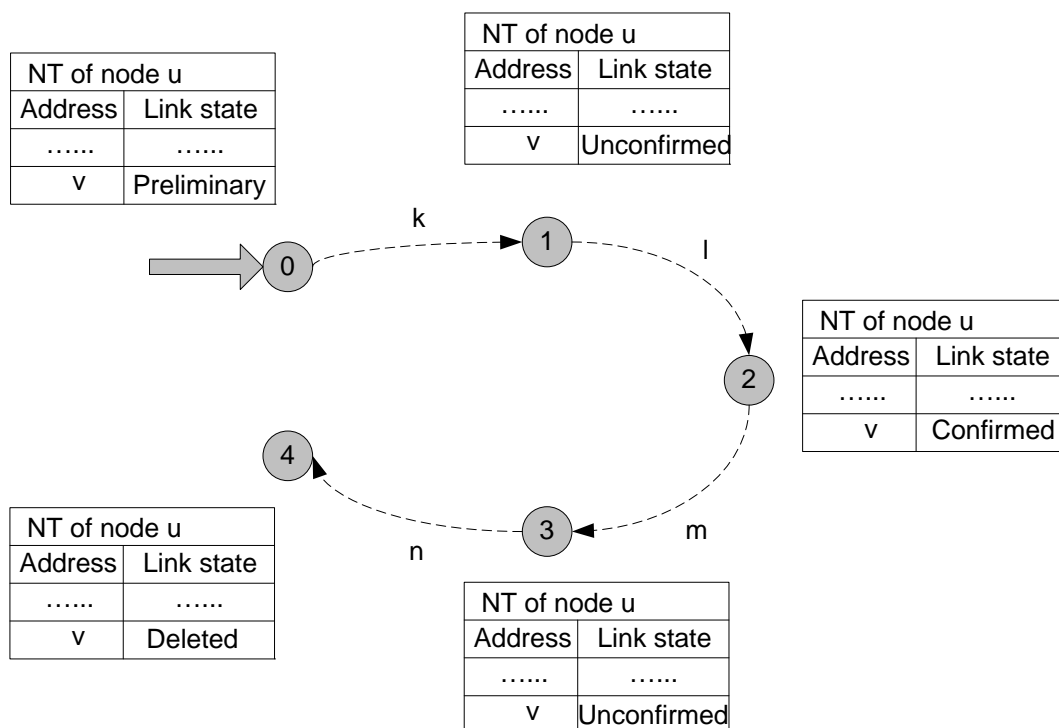 NT of node u
Address Link state
…... …...
v Preliminary
NT of node u
Address Link state
…... …...
v Unconfirmed
k
0
1
l
2
NT of node u
Address Link state
…... …...
v Confirmed
m
3
n
4
NT of node u
Address Link state
…... …...
v Deleted
NT of node u
Address Link state
…... …...
v Unconfirmed